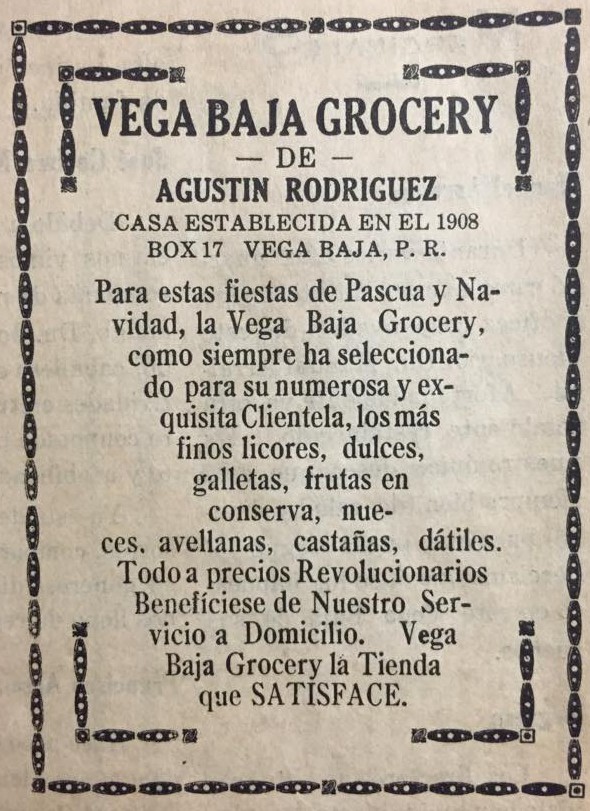 VEGA BAJA GROCERY
— DE —
AGUSTIN RODRIGUEZ
CASA ESTABLECIDA EN EL 1908
BOX 17 VEGA BAJA, P. R.
Para estas fiestas de Pascua y Na-
vidad, la Vega Baja Grocery,
como siempre ha selecciona-
do para su numerosa y ex-
quisita Clientela, los más
finos licores, dulces,
galletas, frutas en
conserva, nue-
ces. avellanas, castañas, dátiles.
Todo a precios Revolucionarios
Benefíciese de Nuestro Ser-
vicio a Domicilio. Vega
Baja Grocery la Tienda
que SATISFACE.